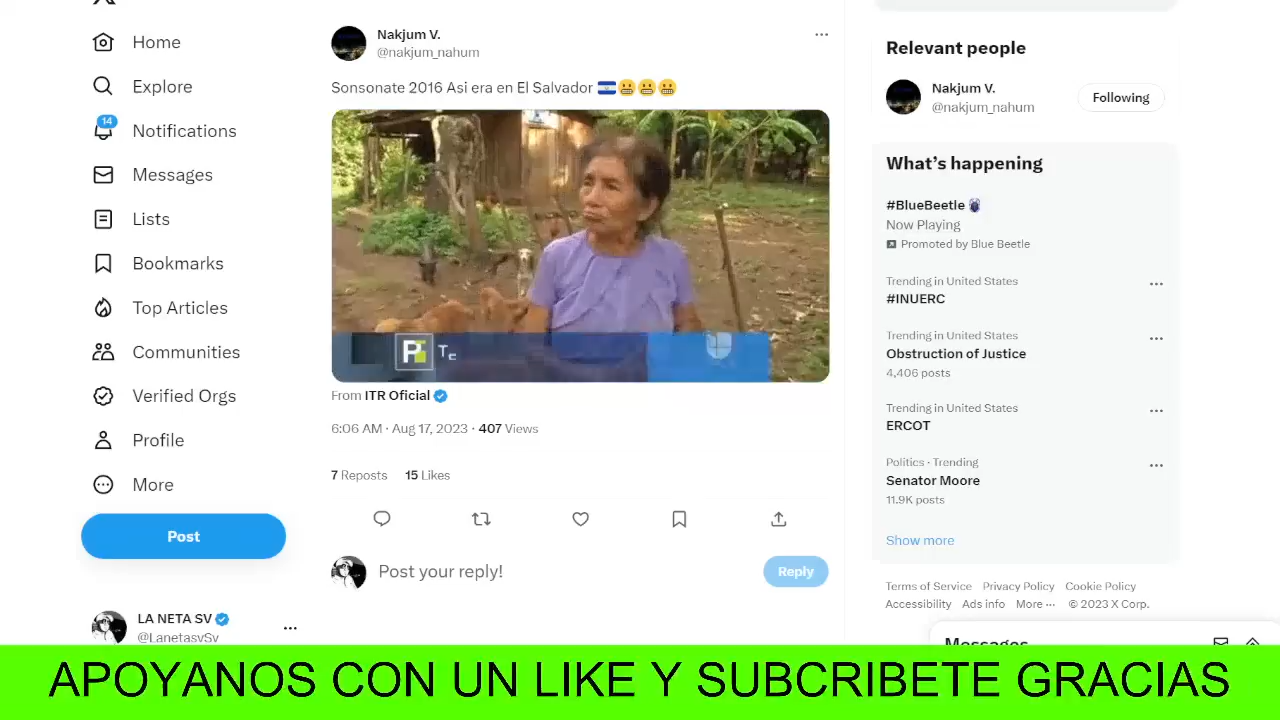 Home
Explore
14
Notifications
Messages
Lists
Bookmarks
Top Articles
Communities
Verified Orgs
Profile
More
Post
LA NETA SV
@LanetasvSv
Nakjum V.
@nakjum_nahum
Sonsonate 2016 Asi era en El Salvador
P
TE
From ITR Oficial
6:06 AM · Aug 17, 2023 · 407 Views
7 Reposts 15 Likes
Post your reply!
Reply
Relevant people
Nakjum V.
@nakjum_nahum
Following
What's happening
#BlueBeetle
Now Playing
Promoted by Blue Beetle
Trending in United States
#INUERC
Trending in United States
Obstruction of Justice
4,406 posts
Trending in United States
ERCOT
Politics · Trending
Senator Moore
11.9K posts
Show more
Terms of Service Privacy Policy Cookie Policy
Accessibility Ads info More ··· © 2023 X Corp.
Messages
APOYANOS CON UN LIKE Y SUBCRIBETE GRACIAS